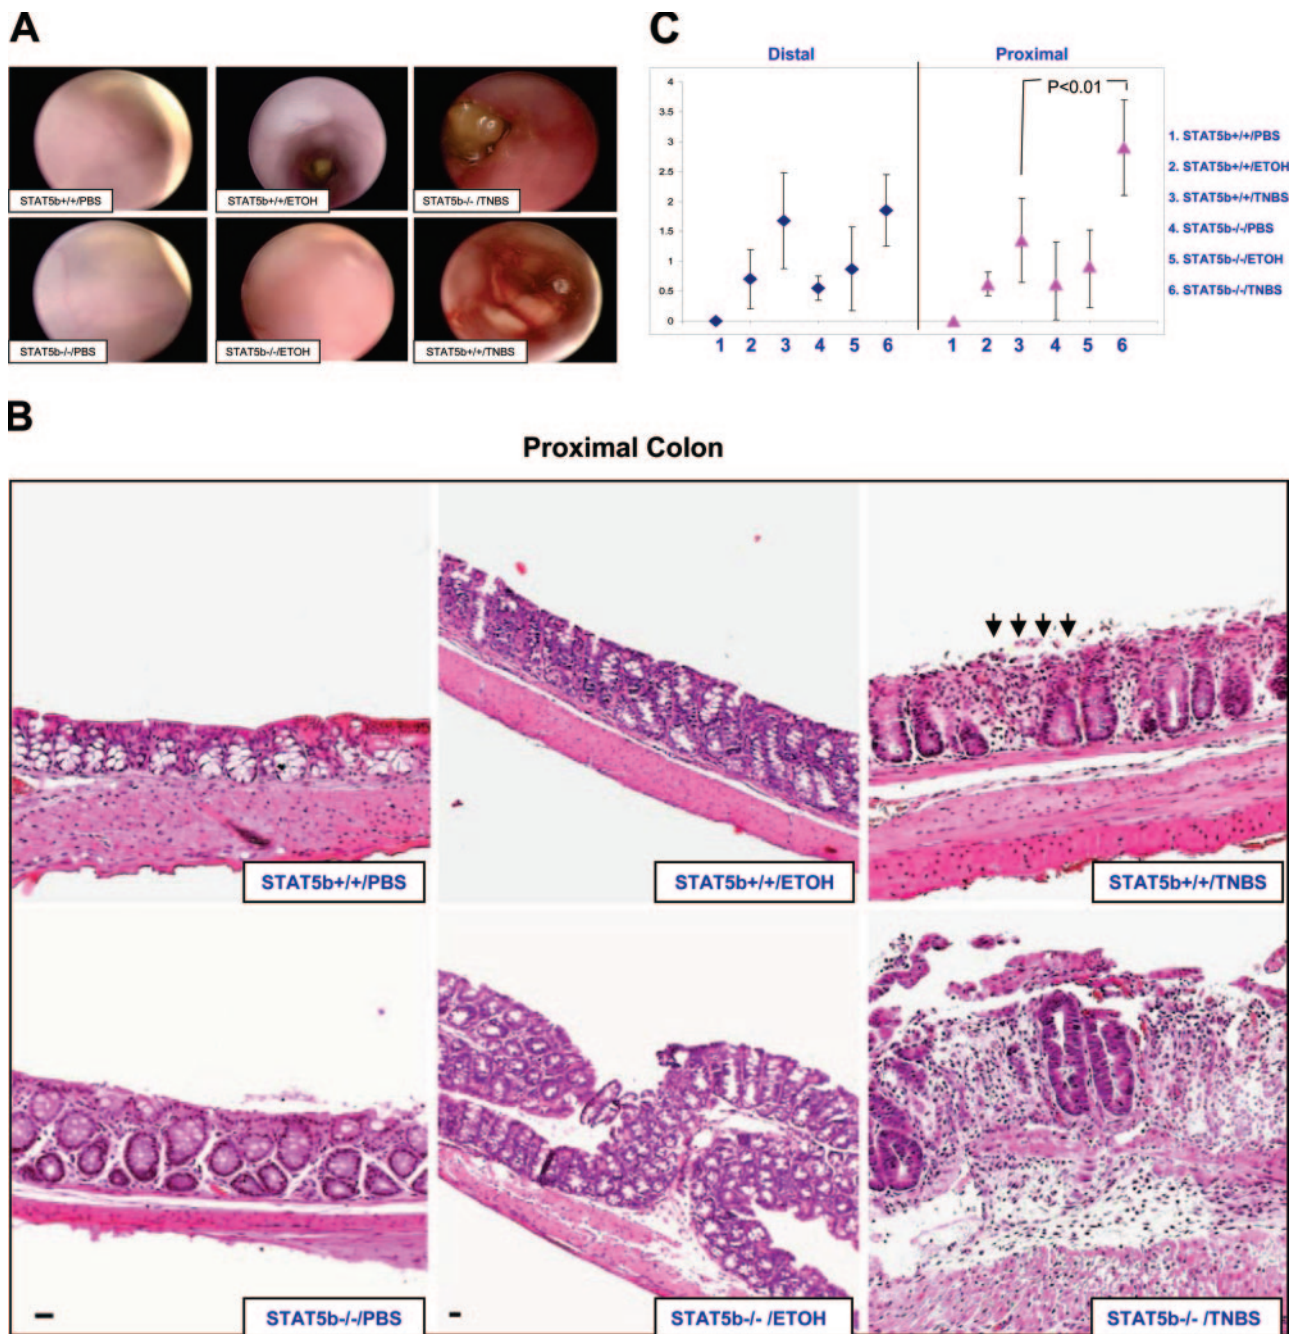 A
STAT5b+/+/PBS
STAT5b+/+/ETOH
STAT5b-/- /TNBS
STAT5b-/-/PBS
STAT5b-/-/ETOH
STAT5b+/+/TNBS
C
Distal
Proximal
P<0.01
4
3.5
3
2.5
2
1.5
1
0.5
0
1 2 3 4 5 6
1 2 3 4 5 6
1. STAT5b+/+/PBS
2. STAT5b+/+/ETOH
3. STAT5b+/+/TNBS
4. STAT5b-/-/PBS
5. STAT5b-/-/ETOH
6. STAT5b-/-/TNBS
B
Proximal Colon
STAT5b+/+/PBS
STAT5b+/+/ETOH
STAT5b+/+/TNBS
STAT5b-/-/PBS
STAT5b-/- /ETOH
STAT5b-/- /TNBS